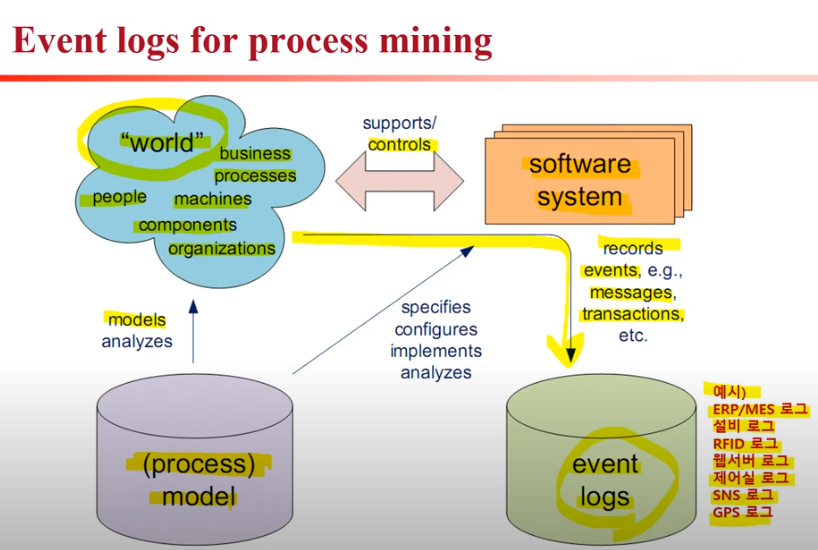 Event logs for process mining
“world”
business
processes
people
machines
components
organizations
supports/
controls
software
system
records
events, e.g.,
messages,
transactions,
etc.
models
analyzes
specifies
configures
implements
analyzes
(process)
model
event
logs
예시)
ERP/MES 로그
설비 로그
RFID 로그
웹서버 로그
제어실 로그
SNS 로그
GPS 로그